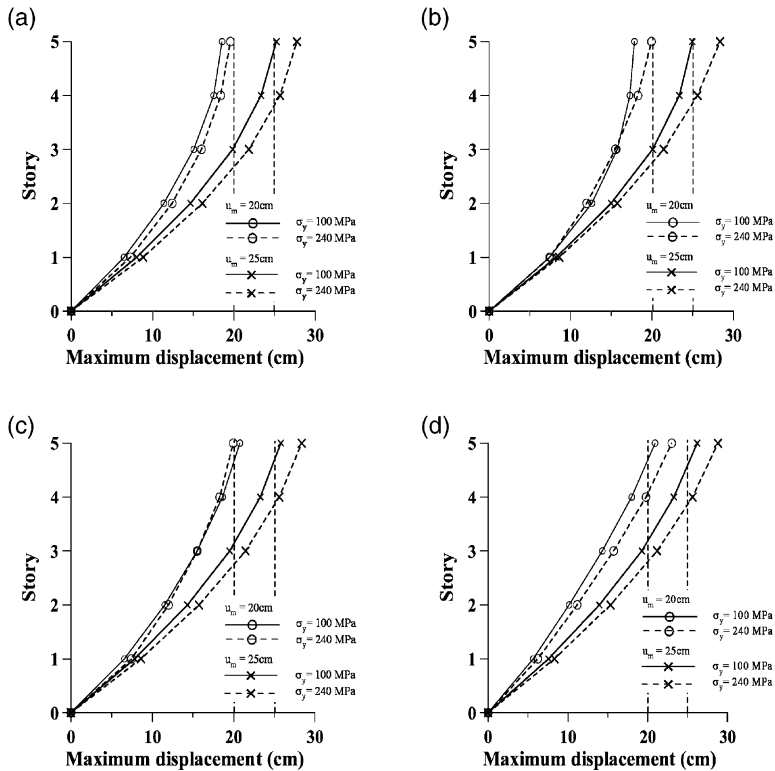 (a)
5
4
3
2
1
0
Story
u_m = 20cm
σ_y = 100 MPa
σ_y = 240 MPa
u_m = 25cm
σ_y = 100 MPa
σ_y = 240 MPa
0 10 20 30
Maximum displacement (cm)
(b)
5
4
3
2
1
0
Story
u_m = 20cm
σ_y = 100 MPa
σ_y = 240 MPa
u_m = 25cm
σ_y = 100 MPa
σ_y = 240 MPa
0 10 20 30
Maximum displacement (cm)
(c)
5
4
3
2
1
0
Story
u_m = 20cm
σ_y = 100 MPa
σ_y = 240 MPa
u_m = 25cm
σ_y = 100 MPa
σ_y = 240 MPa
0 10 20 30
Maximum displacement (cm)
(d)
5
4
3
2
1
0
Story
u_m = 20cm
σ_y = 100 MPa
σ_y = 240 MPa
u_m = 25cm
σ_y = 100 MPa
σ_y = 240 MPa
0 10 20 30
Maximum displacement (cm)